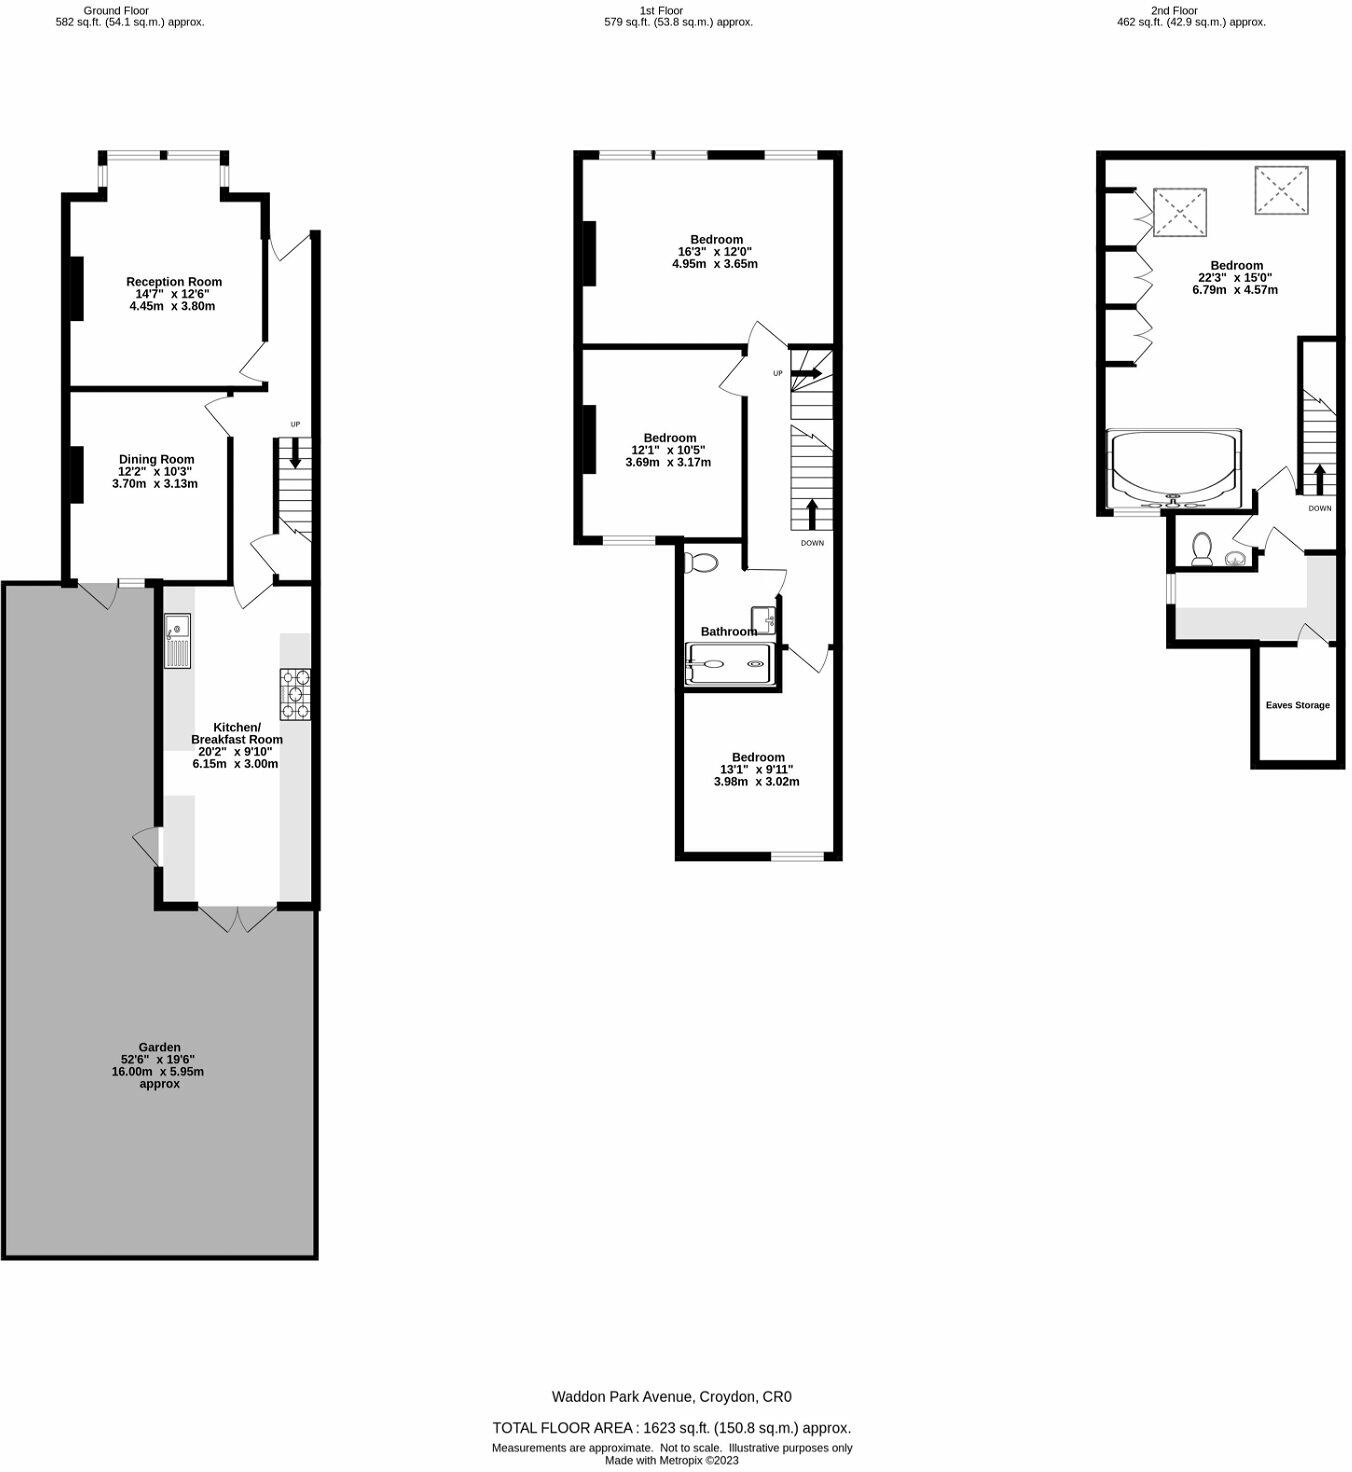 Ground Floor
582 sq.ft. (54.1 sq.m.) approx.
1st Floor
579 sq.ft. (53.8 sq.m.) approx.
2nd Floor
462 sq.ft. (42.9 sq.m.) approx.
Reception Room
14'7" x 12'6"
4.45m x 3.80m
UP
Dining Room
12'2" x 10'3"
3.70m x 3.13m
Kitchen/
Breakfast Room
20'2" x 9'10"
6.15m x 3.00m
Garden
52'6" x 19'6"
16.00m x 5.95m
approx
Bedroom
16'3" x 12'0"
4.95m x 3.65m
UP
Bedroom
12'1" x 10'5"
3.69m x 3.17m
DOWN
Bathroom
Bedroom
13'1" x 9'11"
3.98m x 3.02m
Bedroom
22'3" x 15'0"
6.79m x 4.57m
DOWN
Eaves Storage
Waddon Park Avenue, Croydon, CR0
TOTAL FLOOR AREA : 1623 sq.ft. (150.8 sq.m.) approx.
Measurements are approximate. Not to scale. Illustrative purposes only
Made with Metropix ©2023